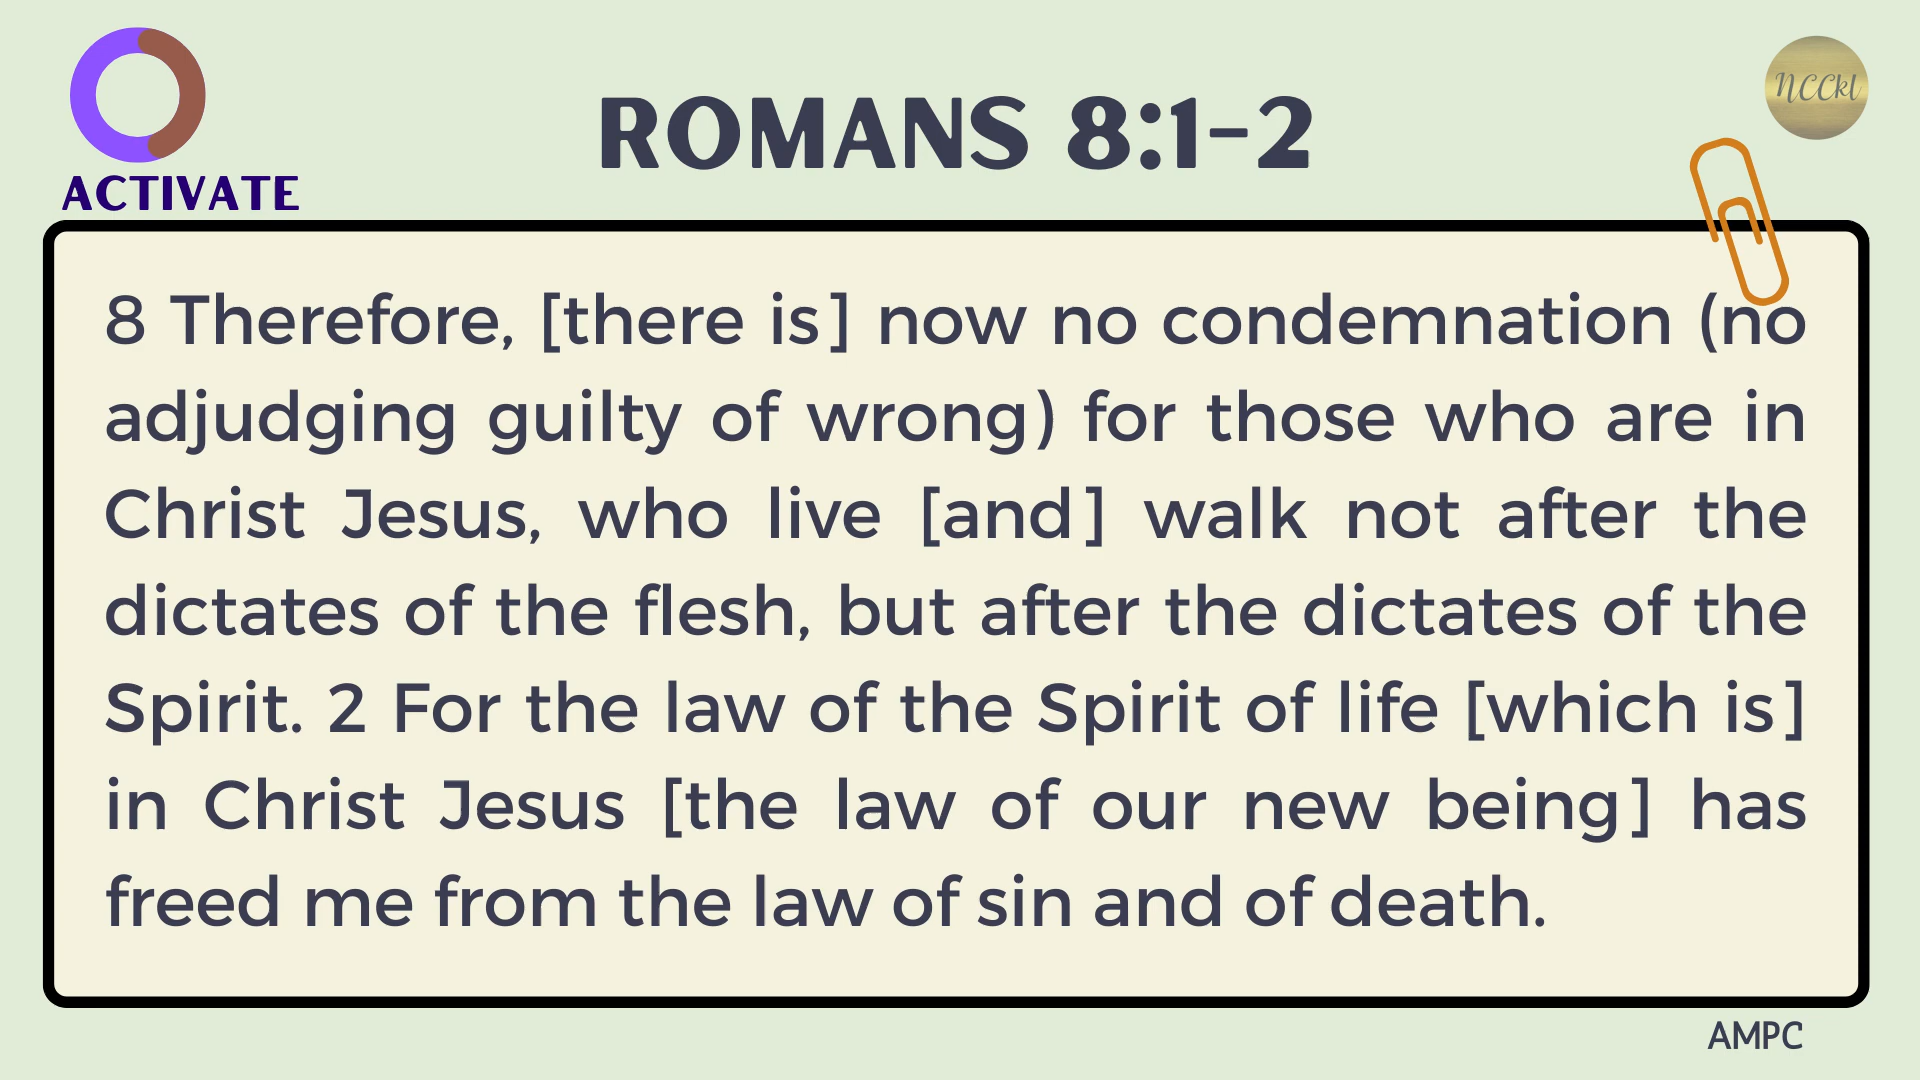 NCCkl
ROMANS 8:1-2
ACTIVATE
8 Therefore, [there is] now no condemnation (no
adjudging guilty of wrong) for those who are in
Christ Jesus, who live [and] walk not after the
dictates of the flesh, but after the dictates of the
Spirit. 2 For the law of the Spirit of life [which is]
in Christ Jesus [the law of our new being] has
freed me from the law of sin and of death.
AMPC